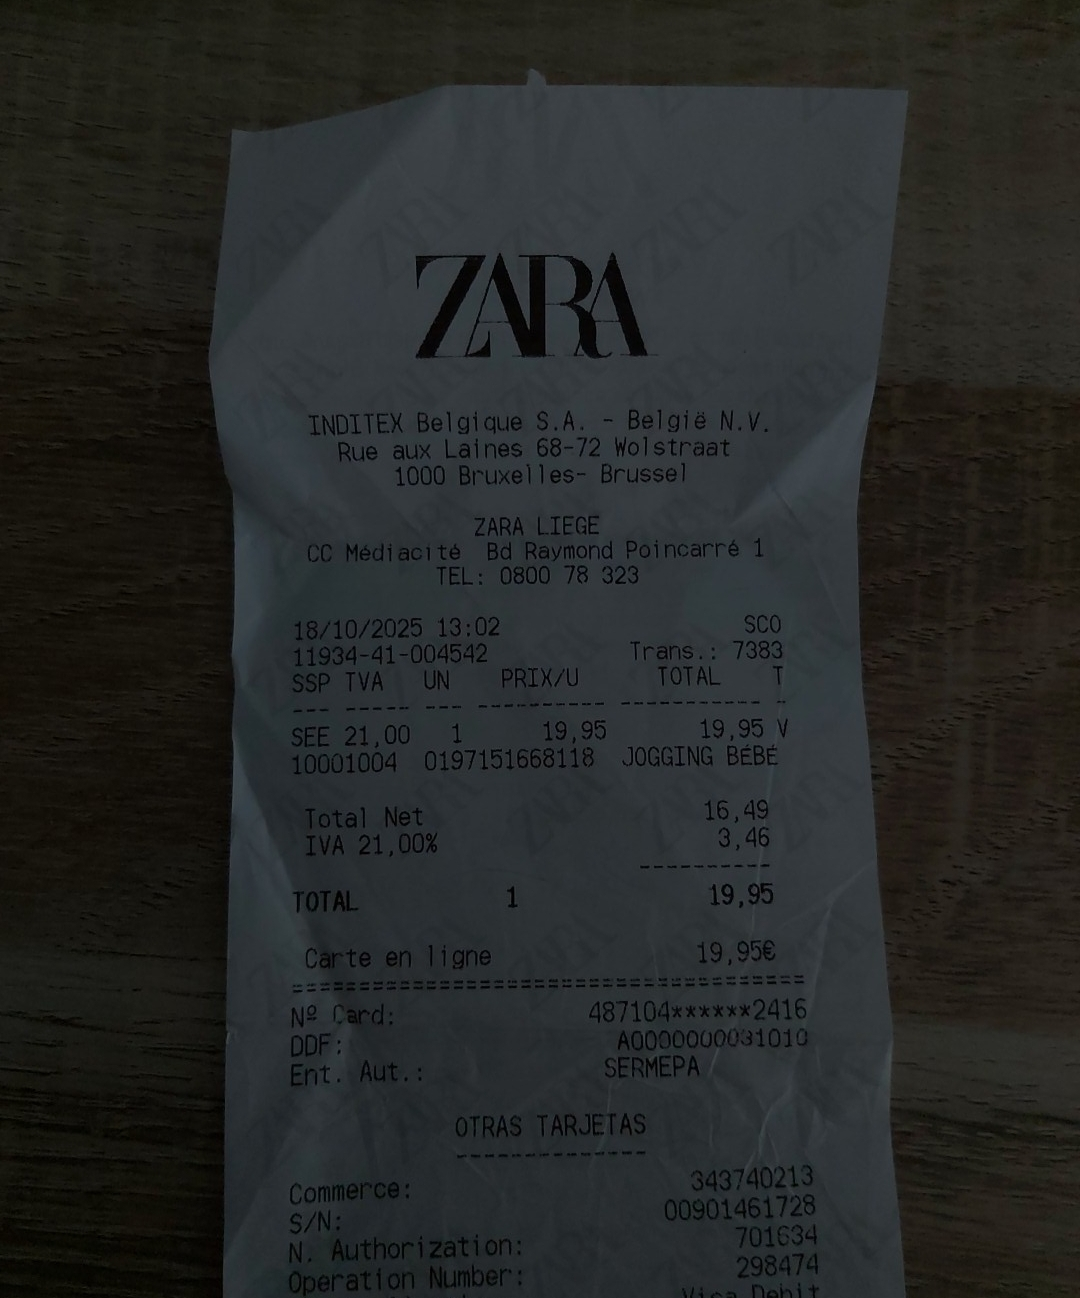 ZARA
INDITEX Belgique S.A. - België N.V.
Rue aux Laines 68-72 Wolstraat
1000 Bruxelles- Brussel
ZARA LIEGE
CC Médiacité Bd Raymond Poincarré 1
TEL: 0800 78 323
18/10/2025 13:02 SCO
11934-41-004542 Trans.: 7383
SSP TVA UN PRIX/U TOTAL T
SEE 21,00 1 19,95 19,95 V
10001004 0197151668118 JOGGING BÉBÉ
Total Net 16,49
IVA 21,00% 3,46
TOTAL 1 19,95
Carte en ligne 19,95€
Nº Card: 487104******2416
DDF: A0000000031010
Ent. Aut.: SERMEPA
OTRAS TARJETAS
Commerce: 343740213
S/N: 00901461728
N. Authorization: 701634
Operation Number: 298474
Visa Debit